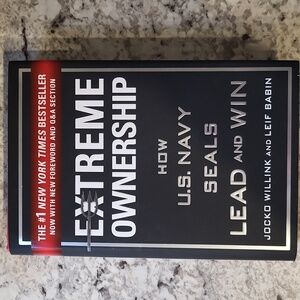 THE #1 NEW YORK TIMES BESTSELLER
NOW WITH NEW FOREWORD AND Q&A SECTION
EXTREME
OWNERSHIP
HOW
U.S. NAVY
SEALS
LEAD AND WIN
JOCKO WILLINK AND LEIF BABIN